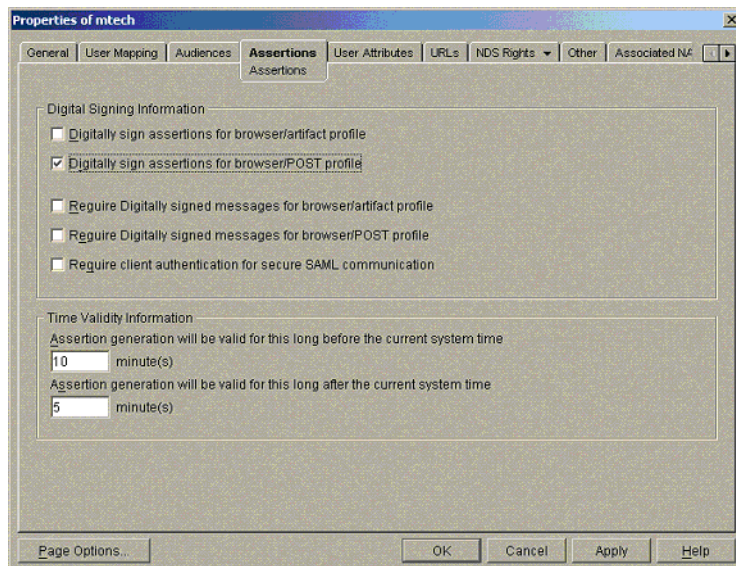 Properties of mtech
General User Mapping Audiences Assertions User Attributes URLs NDS Rights Other Associated NA
Assertions
Digital Signing Information
Digitally sign assertions for browser/artifact profile
Digitally sign assertions for browser/POST profile
Require Digitally signed messages for browser/artifact profile
Require Digitally signed messages for browser/POST profile
Require client authentication for secure SAML communication
Time Validity Information
Assertion generation will be valid for this long before the current system time
10 minute(s)
Assertion generation will be valid for this long after the current system time
5 minute(s)
Page Options... OK Cancel Apply Help